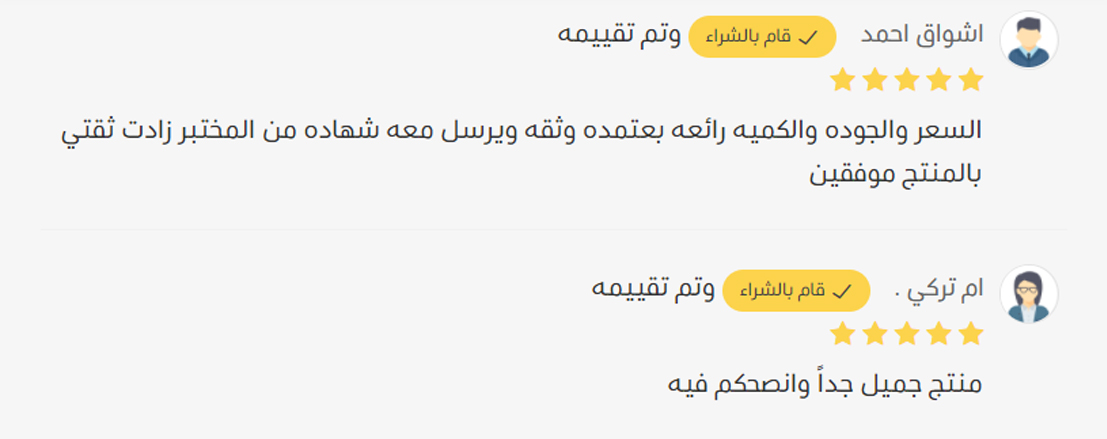 اشواق احمد قام بالشراء وتم تقييمه
السعر والجوده والكميه رائعه بعتمده وثقه ويرسل معه شهاده من المختبر زادت ثقتي
بالمنتج موفقين
ام تركي . قام بالشراء وتم تقييمه
منتج جميل جداً وانصحكم فيه